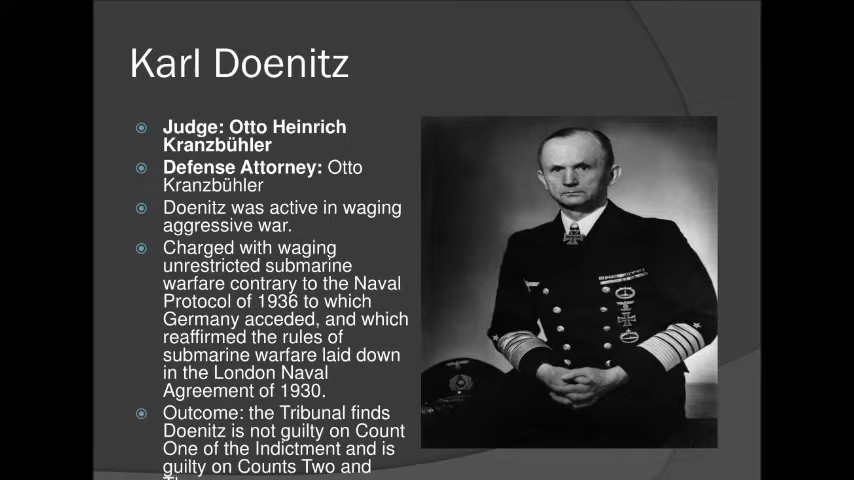 Karl Doenitz
Judge: Otto Heinrich
Kranzbühler
Defense Attorney: Otto
Kranzbühler
Doenitz was active in waging
aggressive war.
Charged with waging
unrestricted submarine
warfare contrary to the Naval
Protocol of 1936 to which
Germany acceded, and which
reaffirmed the rules of
submarine warfare laid down
in the London Naval
Agreement of 1930.
Outcome: the Tribunal finds
Doenitz is not guilty on Count
One of the Indictment and is
guilty on Counts Two and